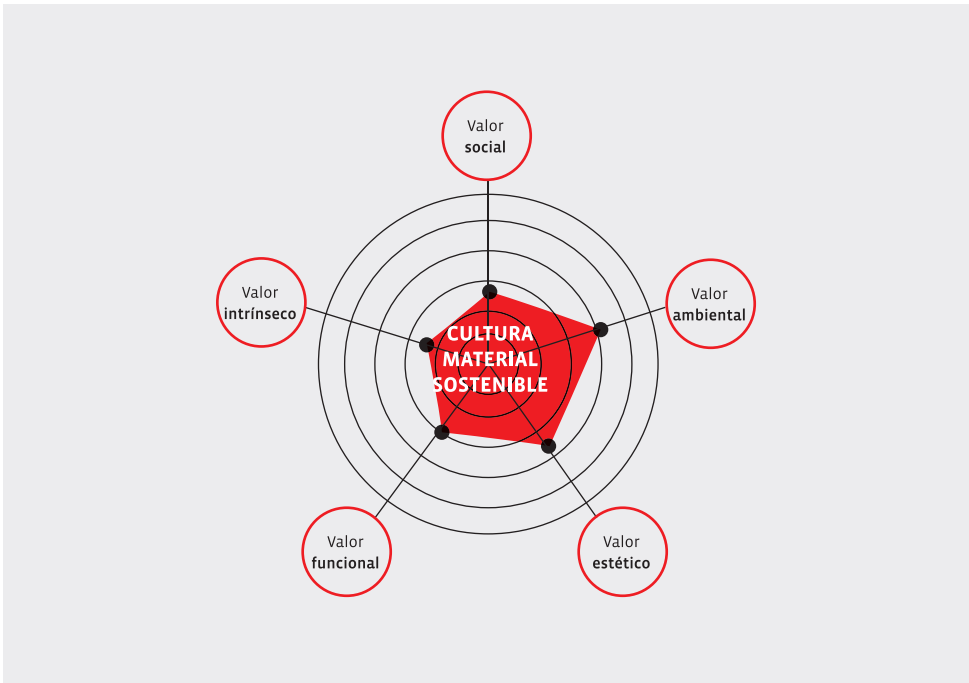 Valor
social
Valor
intrínseco
Valor
ambiental
CULTURA
MATERIAL
SOSTENIBLE
Valor
funcional
Valor
estético